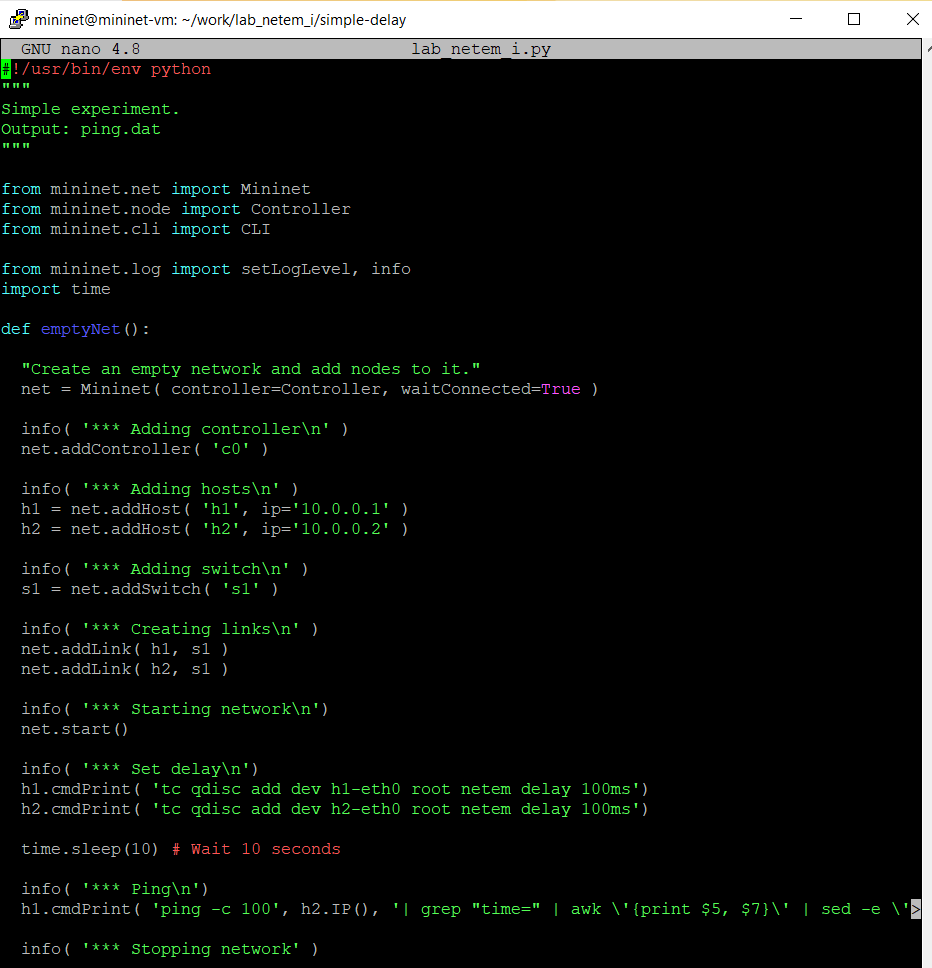 mininet@mininet-vm: ~/work/lab_netem_i/simple-delay
GNU nano 4.8 lab_netem_i.py
#!/usr/bin/env python
"""
Simple experiment.
Output: ping.dat
"""
from mininet.net import Mininet
from mininet.node import Controller
from mininet.cli import CLI
from mininet.log import setLogLevel, info
import time
def emptyNet():
"Create an empty network and add nodes to it."
net = Mininet( controller=Controller, waitConnected=True )
info( '*** Adding controller\n' )
net.addController( 'c0' )
info( '*** Adding hosts\n' )
h1 = net.addHost( 'h1', ip='10.0.0.1' )
h2 = net.addHost( 'h2', ip='10.0.0.2' )
info( '*** Adding switch\n' )
s1 = net.addSwitch( 's1' )
info( '*** Creating links\n' )
net.addLink( h1, s1 )
net.addLink( h2, s1 )
info( '*** Starting network\n')
net.start()
info( '*** Set delay\n')
h1.cmdPrint( 'tc qdisc add dev h1-eth0 root netem delay 100ms')
h2.cmdPrint( 'tc qdisc add dev h2-eth0 root netem delay 100ms')
time.sleep(10) # Wait 10 seconds
info( '*** Ping\n')
h1.cmdPrint( 'ping -c 100', h2.IP(), '| grep "time=" | awk \'{print $5, $7}\' | sed -e \'>
info( '*** Stopping network' )